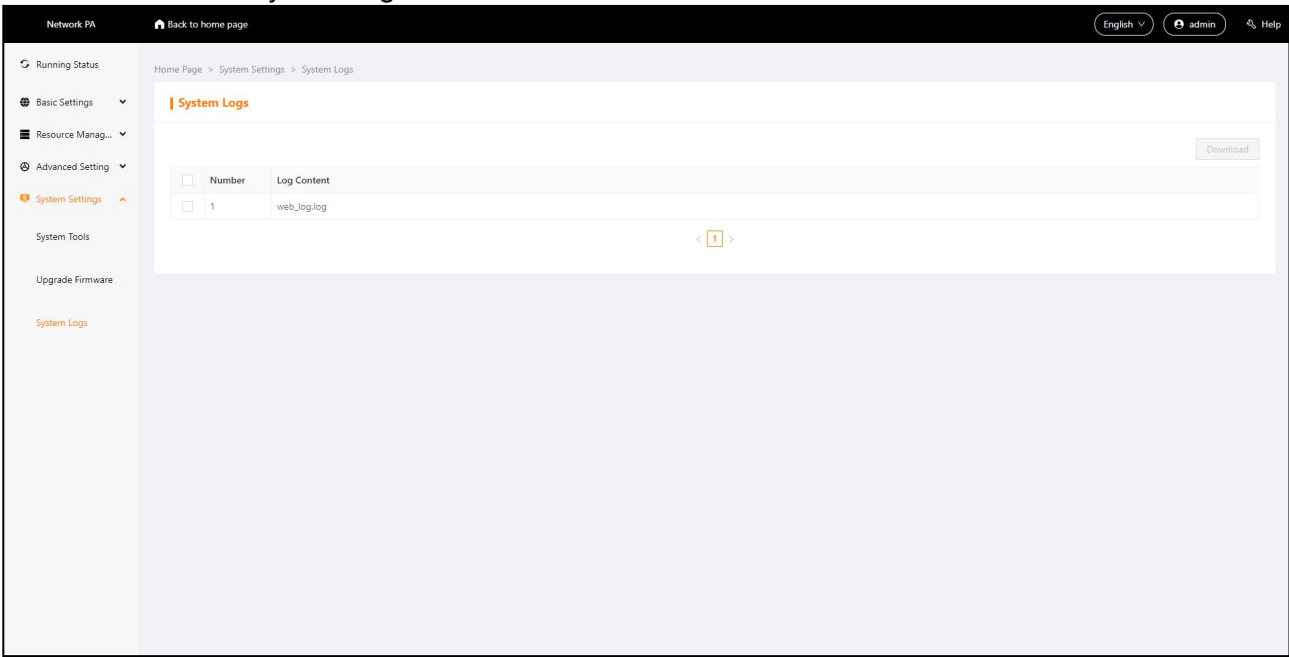 Network PA
Back to home page
English
admin
Help
Running Status
Basic Settings
Resource Manag...
Advanced Setting
System Settings
System Tools
Upgrade Firmware
System Logs
Home Page > System Settings > System Logs
System Logs
Download
Number Log Content
1 web_log.log
< 1 >